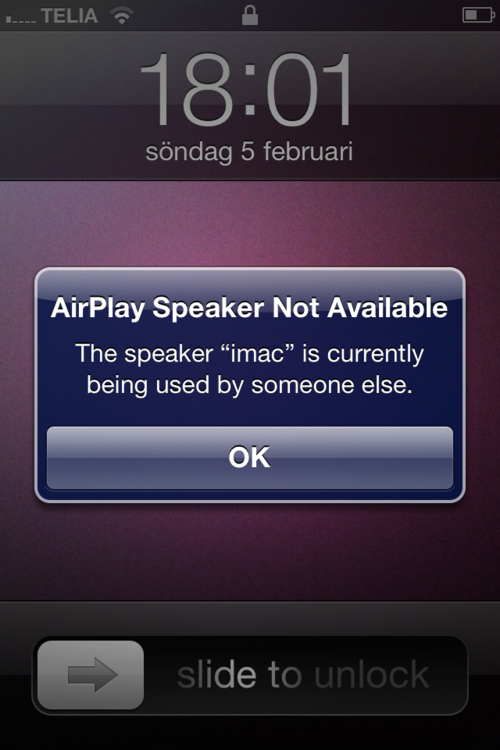 TELIA
18:01
söndag 5 februari
AirPlay Speaker Not Available
The speaker “imac” is currently
being used by someone else.
OK
slide to unlock